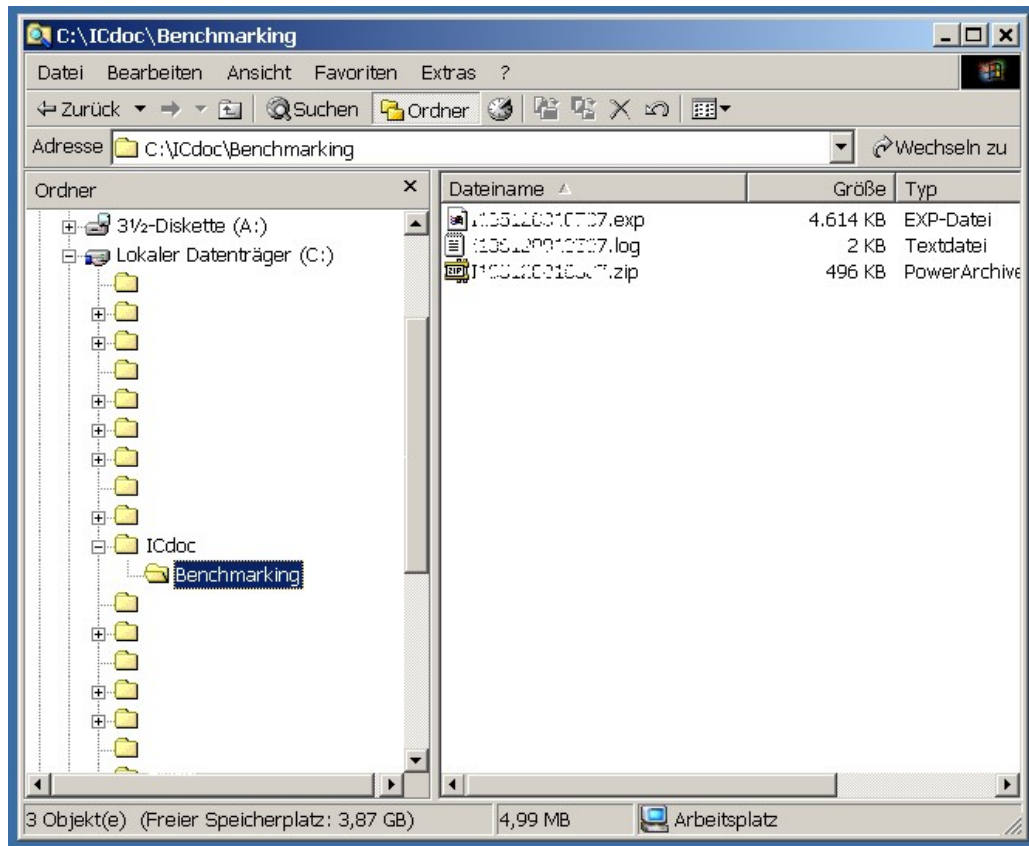 C:\ICdoc\Benchmarking
Datei Bearbeiten Ansicht Favoriten Extras ?
Zurück Suchen Ordner
Adresse C:\ICdoc\Benchmarking Wechseln zu
Ordner
3½-Diskette (A:)
Lokaler Datenträger (C:)
ICdoc
Benchmarking
Dateiname Größe Typ
.exp 4.614 KB EXP-Datei
.log 2 KB Textdatei
.zip 496 KB PowerArchive
3 Objekt(e) (Freier Speicherplatz: 3,87 GB) 4,99 MB Arbeitsplatz